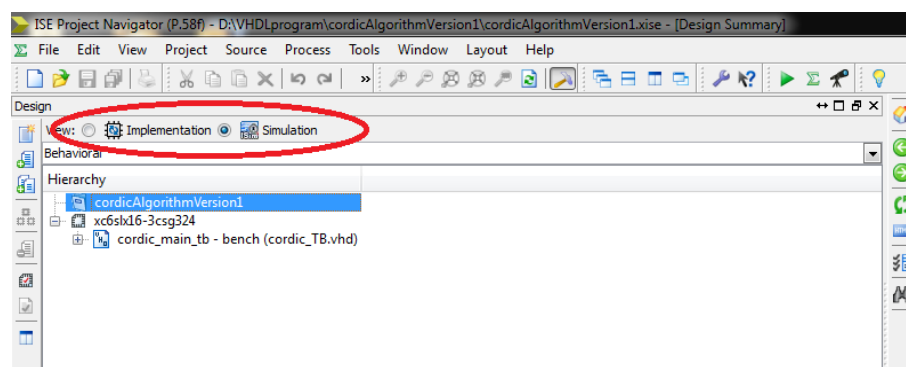 ISE Project Navigator (P.58f) - D:\VHDLprogram\cordicAlgorithmVersion1\cordicAlgorithmVersion1.xise - [Design Summary]
File Edit View Project Source Process Tools Window Layout Help
Design
View: Implementation Simulation
Behavioral
Hierarchy
cordicAlgorithmVersion1
xc6slx16-3csg324
cordic_main_tb - bench (cordic_TB.vhd)